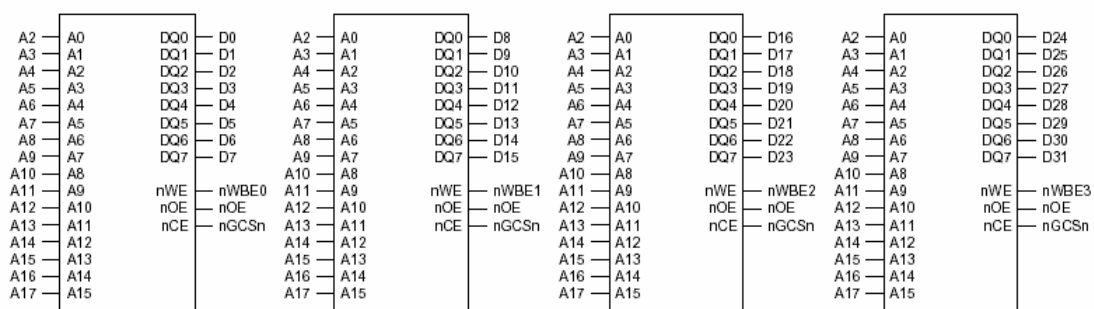 A2 A0 DQ0 D0 A2 A0 DQ0 D8 A2 A0 DQ0 D16 A2 A0 DQ0 D24
A3 A1 DQ1 D1 A3 A1 DQ1 D9 A3 A1 DQ1 D17 A3 A1 DQ1 D25
A4 A2 DQ2 D2 A4 A2 DQ2 D10 A4 A2 DQ2 D18 A4 A2 DQ2 D26
A5 A3 DQ3 D3 A5 A3 DQ3 D11 A5 A3 DQ3 D19 A5 A3 DQ3 D27
A6 A4 DQ4 D4 A6 A4 DQ4 D12 A6 A4 DQ4 D20 A6 A4 DQ4 D28
A7 A5 DQ5 D5 A7 A5 DQ5 D13 A7 A5 DQ5 D21 A7 A5 DQ5 D29
A8 A6 DQ6 D6 A8 A6 DQ6 D14 A8 A6 DQ6 D22 A8 A6 DQ6 D30
A9 A7 DQ7 D7 A9 A7 DQ7 D15 A9 A7 DQ7 D23 A9 A7 DQ7 D31
A10 A8 A10 A8 A10 A8 A10 A8
A11 A9 nWE nWBE0 A11 A9 nWE nWBE1 A11 A9 nWE nWBE2 A11 A9 nWE nWBE3
A12 A10 nOE nOE A12 A10 nOE nOE A12 A10 nOE nOE A12 A10 nOE nOE
A13 A11 nCE nGCSn A13 A11 nCE nGCSn A13 A11 nCE nGCSn A13 A11 nCE nGCSn
A14 A12 A14 A12 A14 A12 A14 A12
A15 A13 A15 A13 A15 A13 A15 A13
A16 A14 A16 A14 A16 A14 A16 A14
A17 A15 A17 A15 A17 A15 A17 A15